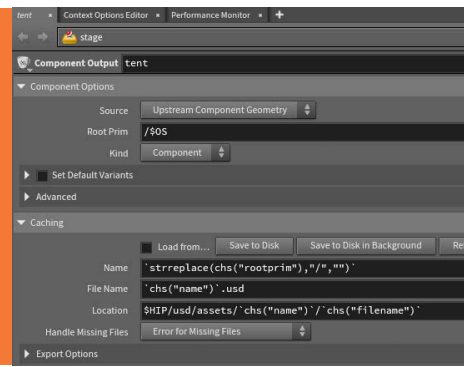 tent × Context Options Editor × Performance Monitor × +
stage
Component Output tent
Component Options
Source Upstream Component Geometry
Root Prim /$OS
Kind Component
Set Default Variants
Advanced
Caching
Load from... Save to Disk Save to Disk in Background Re
Name `strreplace(chs("rootprim"),"/","")`
File Name `chs("name")`.usd
Location $HIP/usd/assets/`chs("name")`/`chs("filename")`
Handle Missing Files Error for Missing Files
Export Options